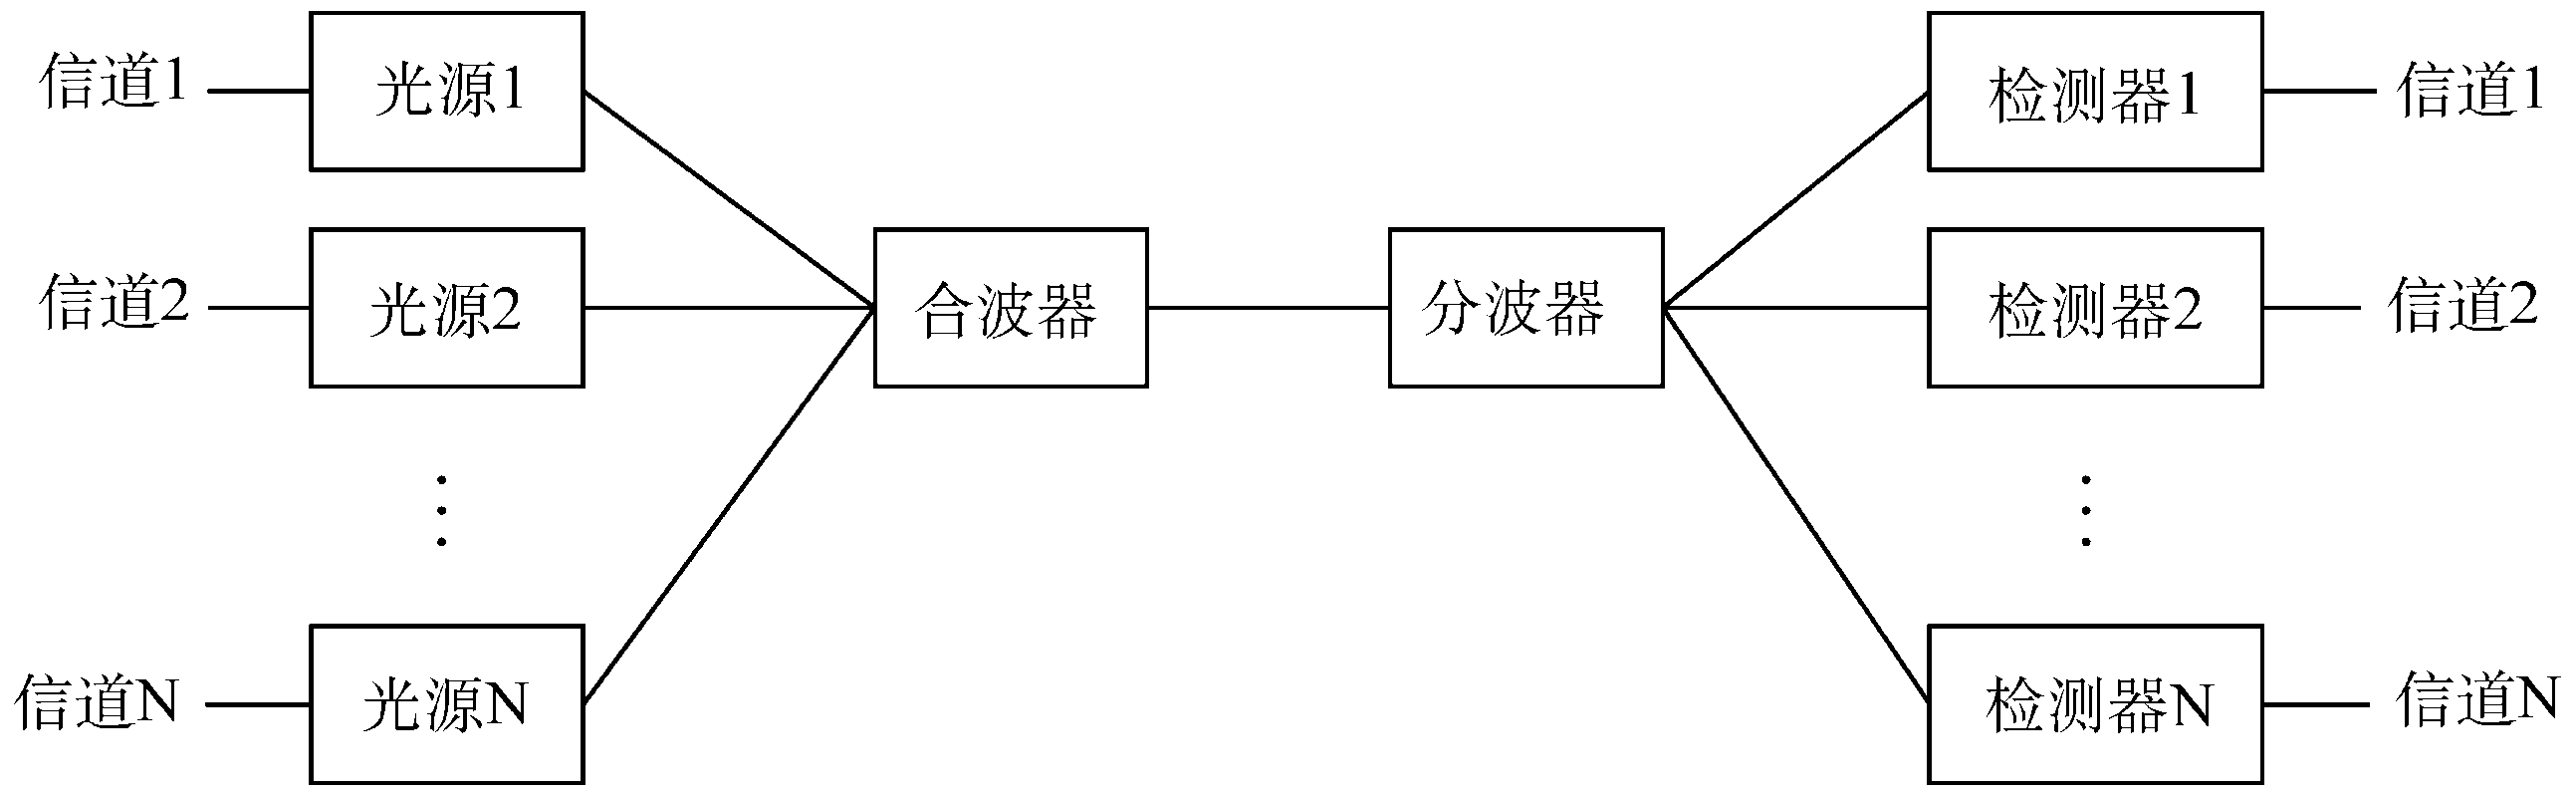 信道1 光源1 检测器1 信道1
信道2 光源2 合波器 分波器 检测器2 信道2
信道N 光源N 检测器N 信道N